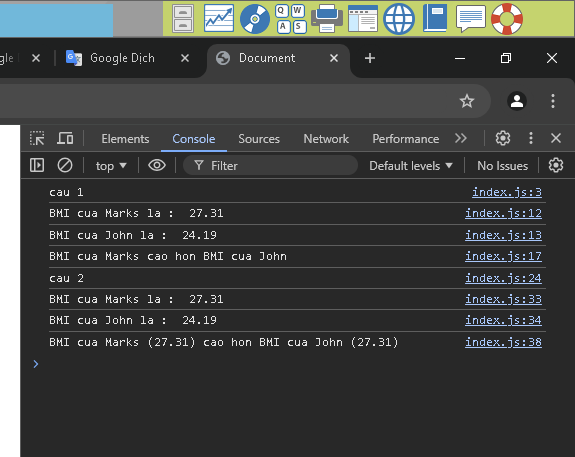 Q W
A S
gle
Google Dịch
Document
Elements Console Sources Network Performance
top Filter Default levels No Issues
cau 1 index.js:3
BMI cua Marks la : 27.31 index.js:12
BMI cua John la : 24.19 index.js:13
BMI cua Marks cao hon BMI cua John index.js:17
cau 2 index.js:24
BMI cua Marks la : 27.31 index.js:33
BMI cua John la : 24.19 index.js:34
BMI cua Marks (27.31) cao hon BMI cua John (27.31) index.js:38